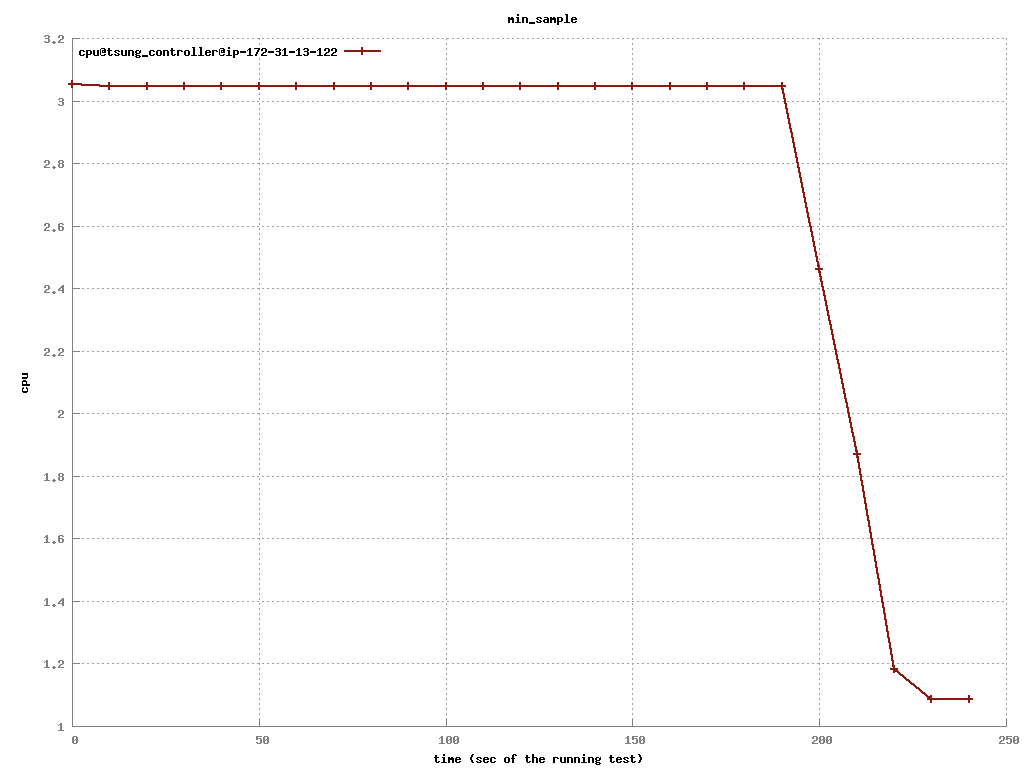 min_sample
3.2
cpu@tsung_controller@ip-172-31-13-122
3
2.8
2.6
2.4
2.2
cpu
2
1.8
1.6
1.4
1.2
1
0 50 100 150 200 250
time (sec of the running test)